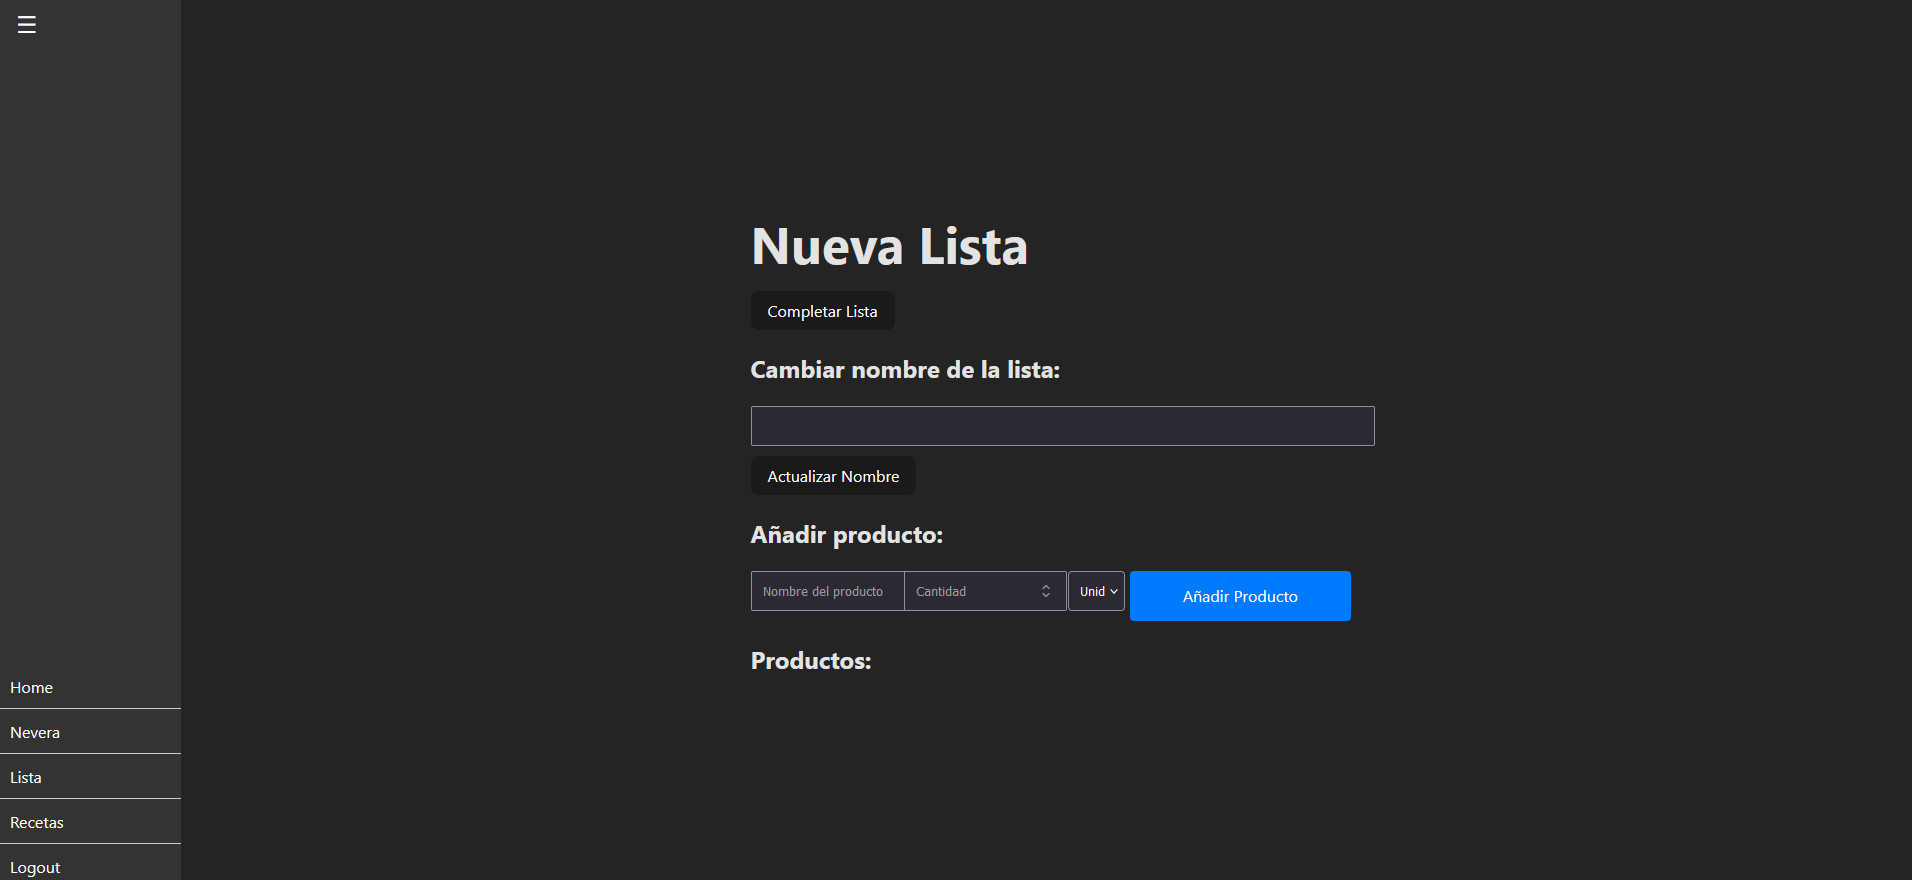 ☰
Nueva Lista
Completar Lista
Cambiar nombre de la lista:
Actualizar Nombre
Añadir producto:
Nombre del producto Cantidad Unid Añadir Producto
Productos:
Home
Nevera
Lista
Recetas
Logout